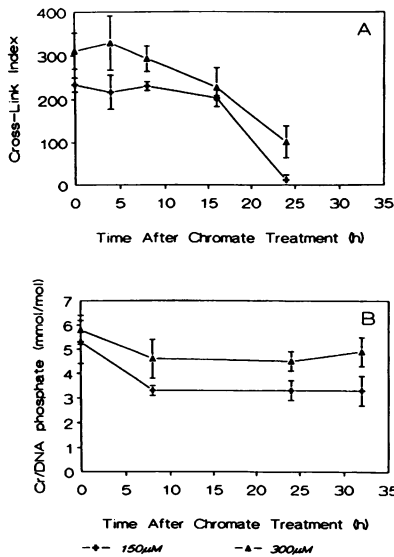 A
Cross-Link Index
400
300
200
100
0
0 5 10 15 20 25 30 35
Time After Chromate Treatment (h)
B
Cr/DNA phosphate (mmol/mol)
7
6
5
4
3
2
1
0
0 5 10 15 20 25 30 35
Time After Chromate Treatment (h)
150μM 300μM